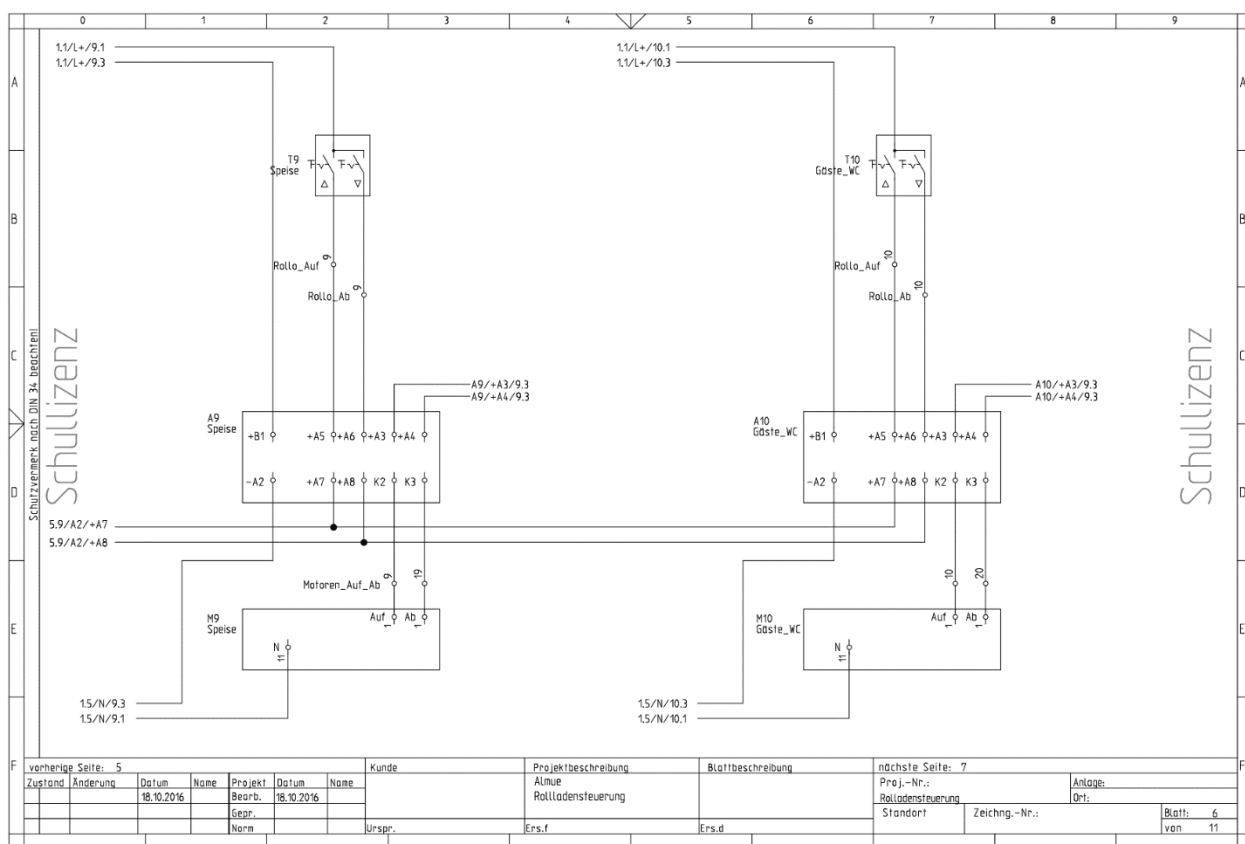 0 1 2 3 4 5 6 7 8 9
1.1/L+/9.1
1.1/L+/9.3
1.1/L+/10.1
1.1/L+/10.3
A A
T9
Speise
T10
Gäste_WC
B B
Rollo_Auf 9
Rollo_Ab 9
Rollo_Auf 10
Rollo_Ab 10
C C
Schutzvermerk nach DIN 34 beachten!
Schullizenz
Schullizenz
A9/+A3/9.3
A9/+A4/9.3
A10/+A3/9.3
A10/+A4/9.3
A9
Speise
+B1 +A5 +A6 +A3 +A4
-A2 +A7 +A8 K2 K3
A10
Gäste_WC
+B1 +A5 +A6 +A3 +A4
-A2 +A7 +A8 K2 K3
D D
5.9/A2/+A7
5.9/A2/+A8
Motoren_Auf_Ab 9 19
10 20
E E
M9
Speise
Auf 1 Ab 1
N 11
M10
Gäste_WC
Auf 1 Ab 1
N 11
1.5/N/9.3
1.5/N/9.1
1.5/N/10.3
1.5/N/10.1
F F
vorherige Seite: 5 Kunde Projektbeschreibung Blattbeschreibung nächste Seite: 7
Zustand Änderung Datum Name Projekt Datum Name Almue Proj.-Nr.: Anlage:
18.10.2016 Bearb. 18.10.2016 Rollladensteuerung Rolladensteuerung Ort:
Gepr. Standort Zeichng.-Nr.: Blatt: 6
Norm Urspr. Ers.f Ers.d von 11